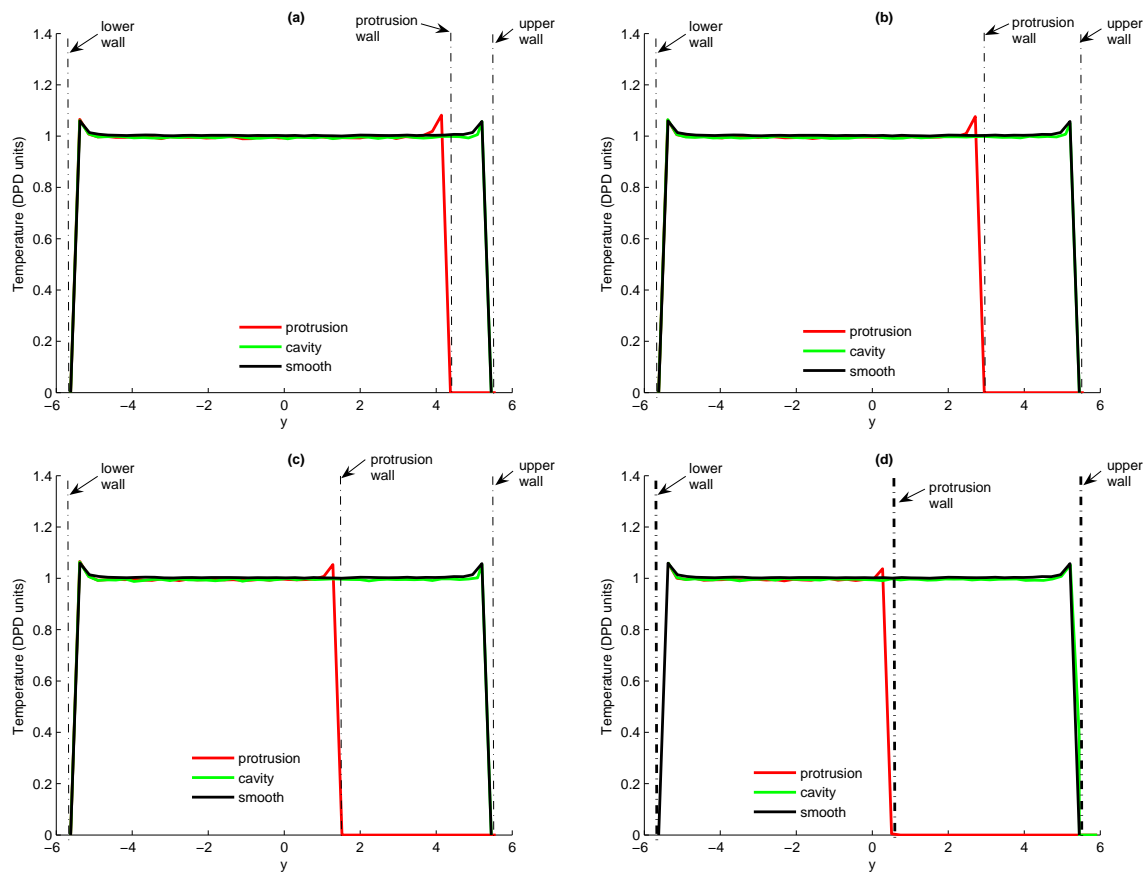 (a)
lower
wall
protrusion
wall
upper
wall
1.4
1.2
1
0.8
0.6
0.4
0.2
0
Temperature (DPD units)
protrusion
cavity
smooth
−6 −4 −2 0 2 4 6
y
(b)
lower
wall
protrusion
wall
upper
wall
1.4
1.2
1
0.8
0.6
0.4
0.2
0
Temperature (DPD units)
protrusion
cavity
smooth
−6 −4 −2 0 2 4 6
y
(c)
lower
wall
protrusion
wall
upper
wall
1.4
1.2
1
0.8
0.6
0.4
0.2
0
Temperature (DPD units)
protrusion
cavity
smooth
−6 −4 −2 0 2 4 6
y
(d)
lower
wall
protrusion
wall
upper
wall
1.4
1.2
1
0.8
0.6
0.4
0.2
0
Temperature (DPD units)
protrusion
cavity
smooth
−6 −4 −2 0 2 4 6
y